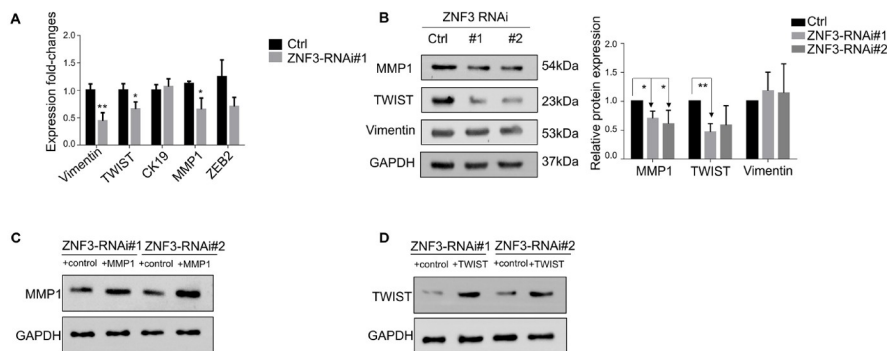 A
Expression fold-changes
2.0
1.5
1.0
0.5
0.0
** * *
Vimentin TWIST CK19 MMP1 ZEB2
Ctrl
ZNF3-RNAi#1
B
ZNF3 RNAi
Ctrl #1 #2
MMP1 54kDa
TWIST 23kDa
Vimentin 53kDa
GAPDH 37kDa
Relative protein expression
2.0
1.5
1.0
0.5
0.0
* * **
MMP1 TWIST Vimentin
Ctrl
ZNF3-RNAi#1
ZNF3-RNAi#2
C
ZNF3-RNAi#1 ZNF3-RNAi#2
+control +MMP1 +control +MMP1
MMP1
GAPDH
D
ZNF3-RNAi#1 ZNF3-RNAi#2
+control +TWIST +control +TWIST
TWIST
GAPDH